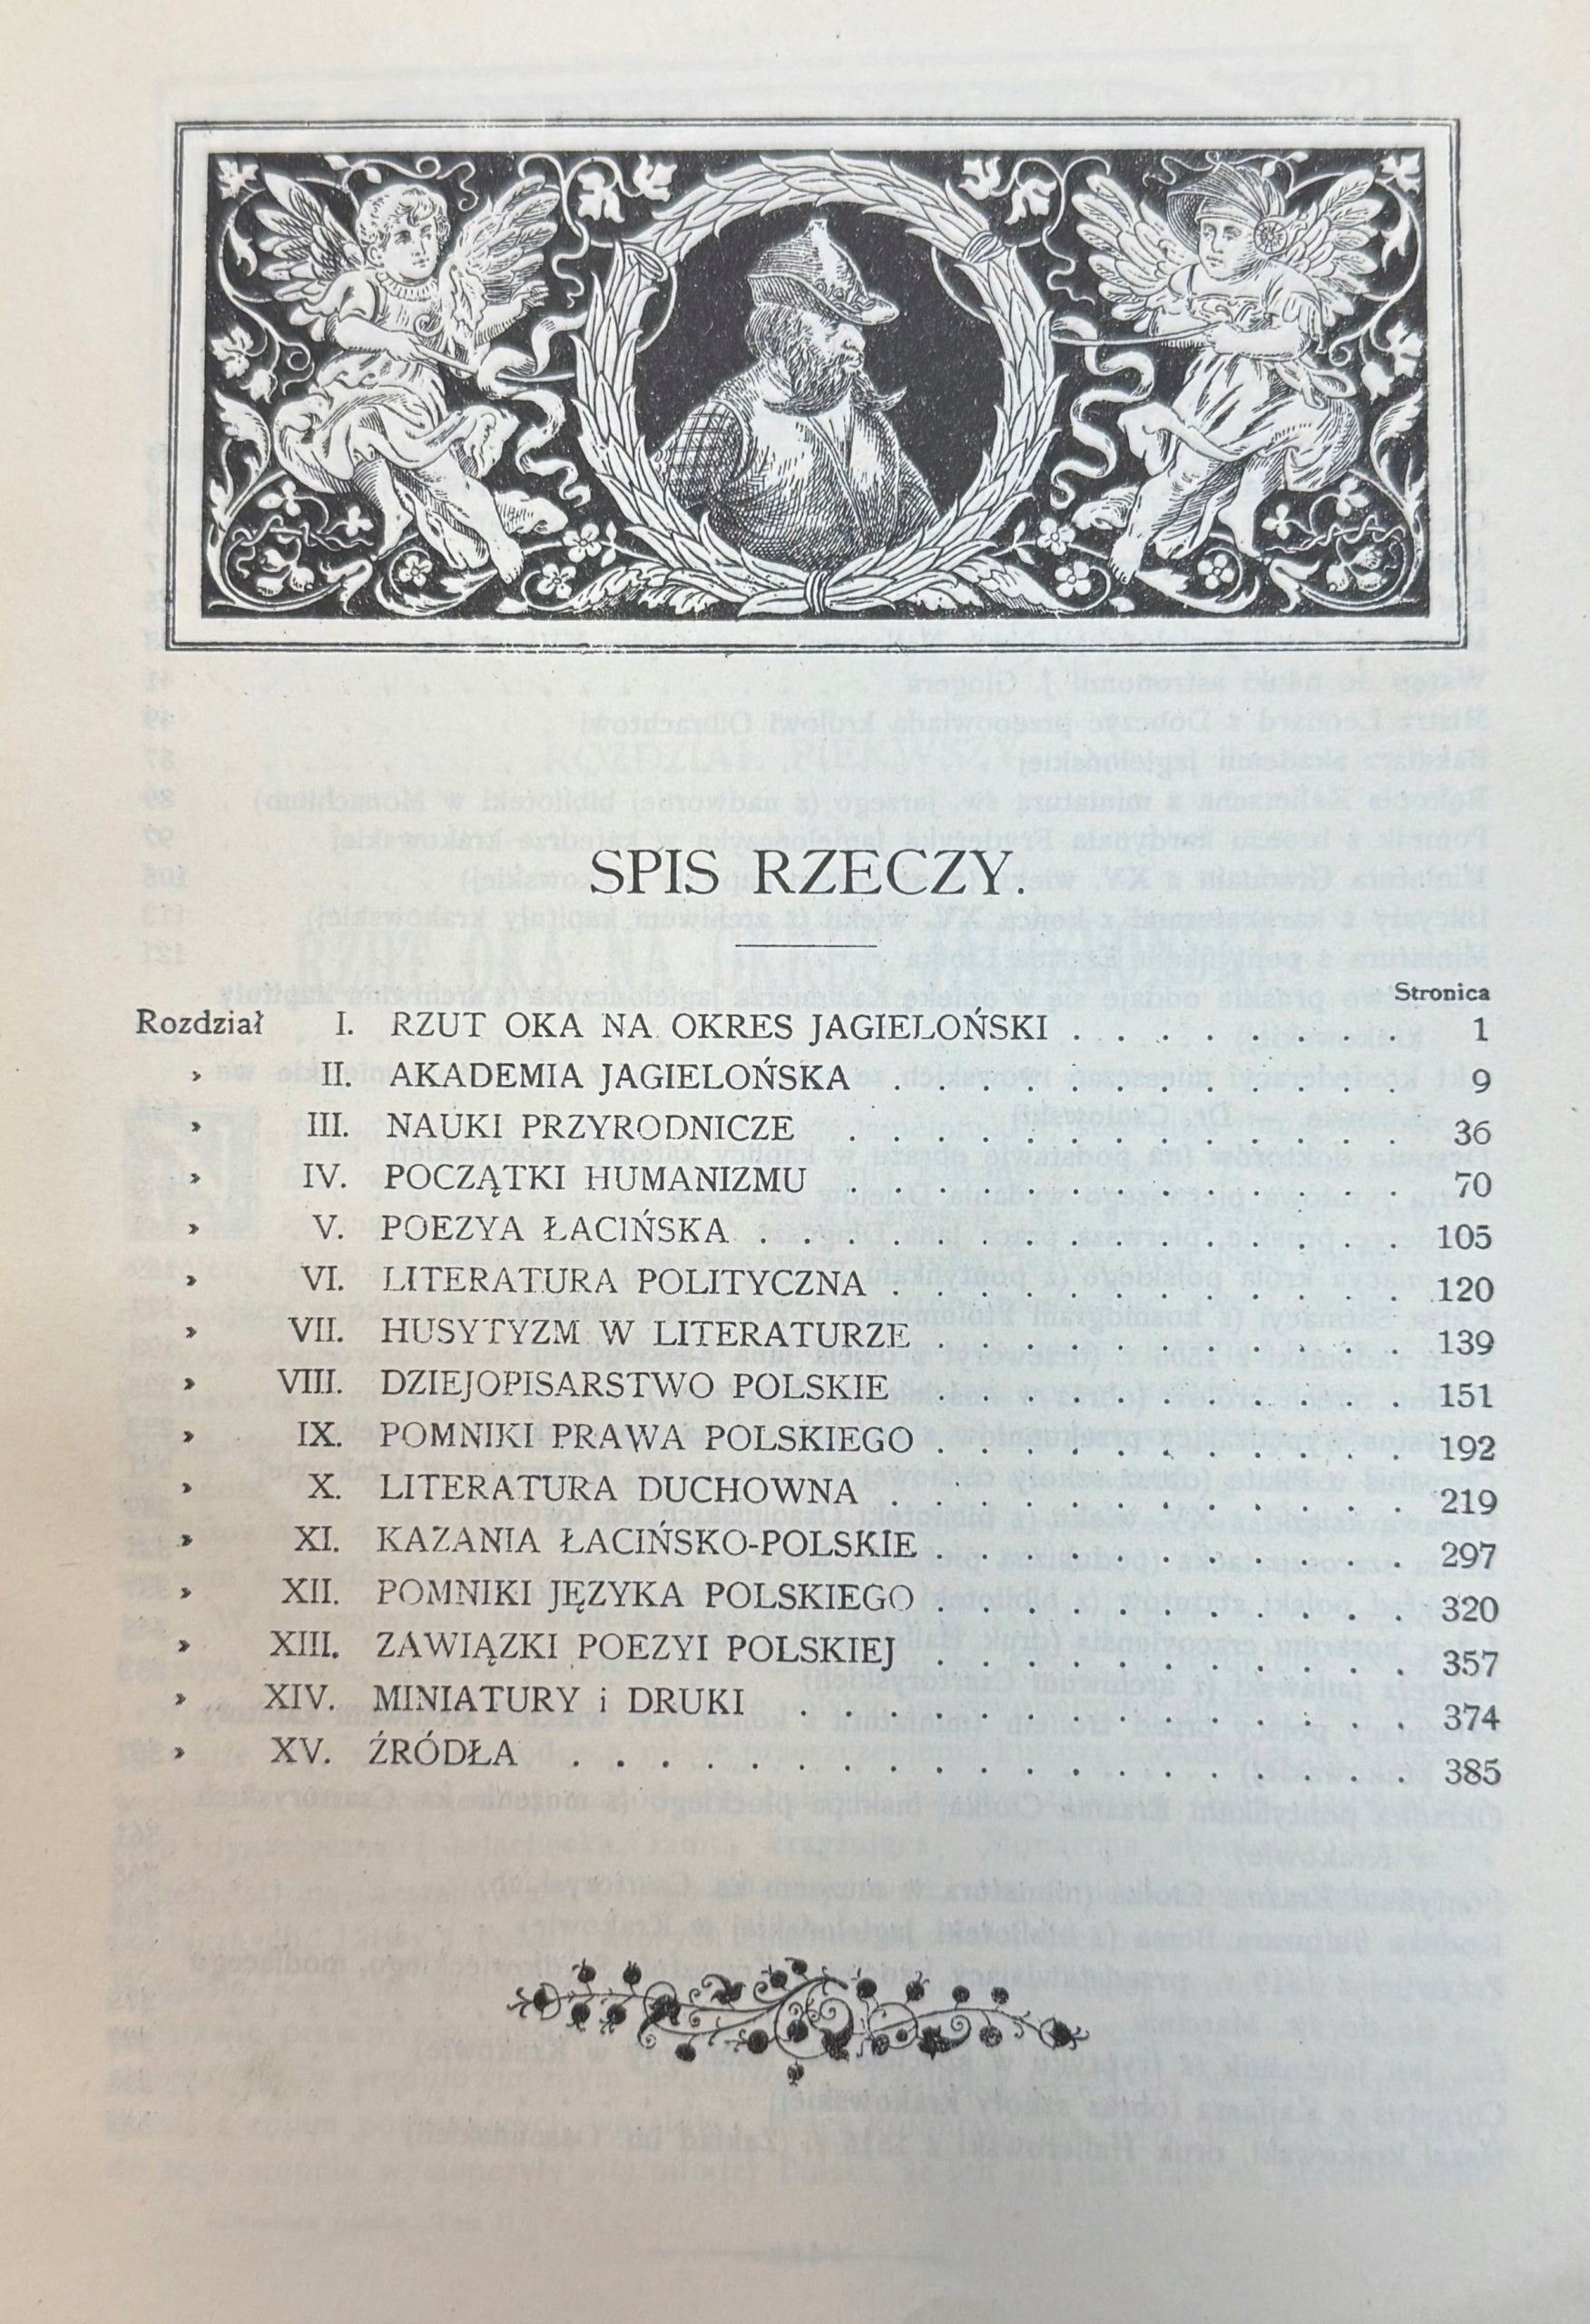 SPIS RZECZY.
Stronica
Rozdział I. RZUT OKA NA OKRES JAGIELOŃSKI . . . . . . . . 1
» II. AKADEMIA JAGIELOŃSKA . . . . . . . . . . . 9
» III. NAUKI PRZYRODNICZE . . . . . . . . . . . . 36
» IV. POCZĄTKI HUMANIZMU . . . . . . . . . . . . 70
» V. POEZYA ŁACIŃSKA . . . . . . . . . . . . . . 105
» VI. LITERATURA POLITYCZNA . . . . . . . . . . . 120
» VII. HUSYTYZM W LITERATURZE . . . . . . . . . . 139
» VIII. DZIEJOPISARSTWO POLSKIE . . . . . . . . . . 151
» IX. POMNIKI PRAWA POLSKIEGO . . . . . . . . . . 192
» X. LITERATURA DUCHOWNA . . . . . . . . . . . 219
» XI. KAZANIA ŁACIŃSKO-POLSKIE . . . . . . . . . . 297
» XII. POMNIKI JĘZYKA POLSKIEGO . . . . . . . . . . 320
» XIII. ZAWIĄZKI POEZYI POLSKIEJ . . . . . . . . . . 357
» XIV. MINIATURY i DRUKI . . . . . . . . . . . . . 374
» XV. ŹRÓDŁA . . . . . . . . . . . . . . . . . . 385